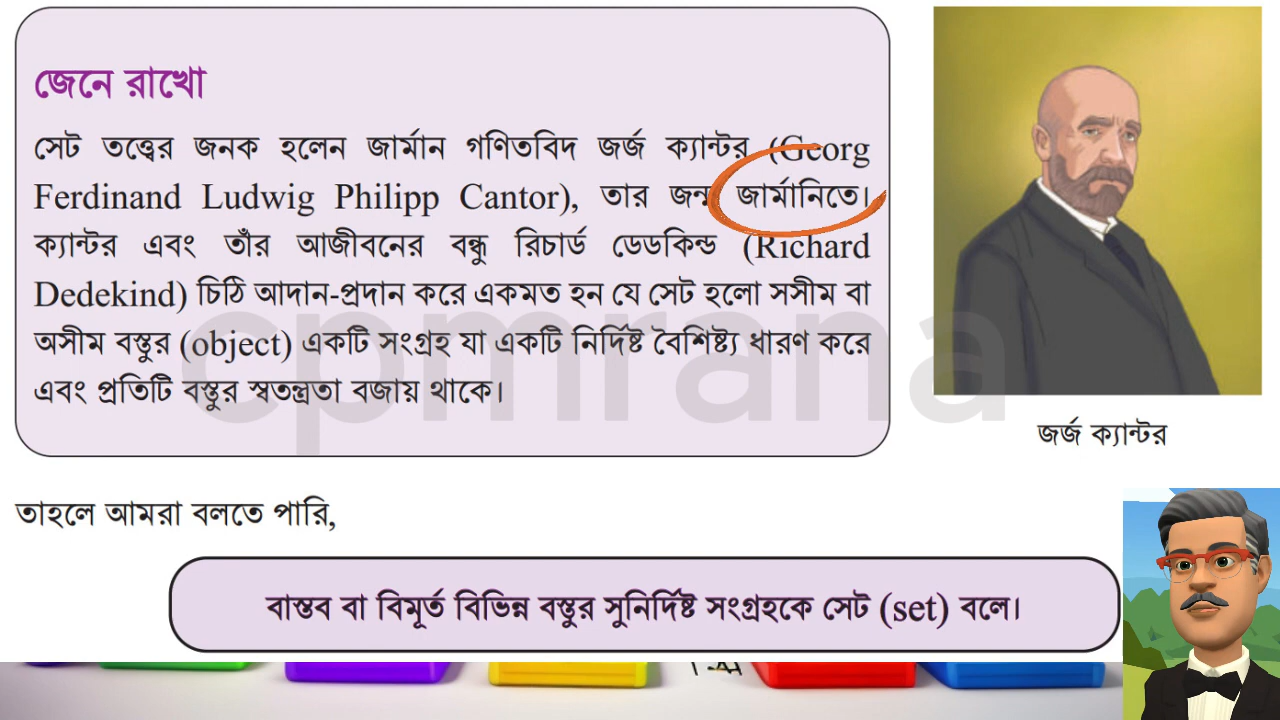 জেনে রাখো
সেট তত্ত্বের জনক হলেন জার্মান গণিতবিদ জর্জ ক্যান্টর (Georg
Ferdinand Ludwig Philipp Cantor), তার জন্ম জার্মানিতে।
ক্যান্টর এবং তাঁর আজীবনের বন্ধু রিচার্ড ডেডকিন্ড (Richard
Dedekind) চিঠি আদান-প্রদান করে একমত হন যে সেট হলো সসীম বা
অসীম বস্তুর (object) একটি সংগ্রহ যা একটি নির্দিষ্ট বৈশিষ্ট্য ধারণ করে
এবং প্রতিটি বস্তুর স্বতন্ত্রতা বজায় থাকে।
cpmrana
জর্জ ক্যান্টর
তাহলে আমরা বলতে পারি,
বাস্তব বা বিমূর্ত বিভিন্ন বস্তুর সুনির্দিষ্ট সংগ্রহকে সেট (set) বলে।